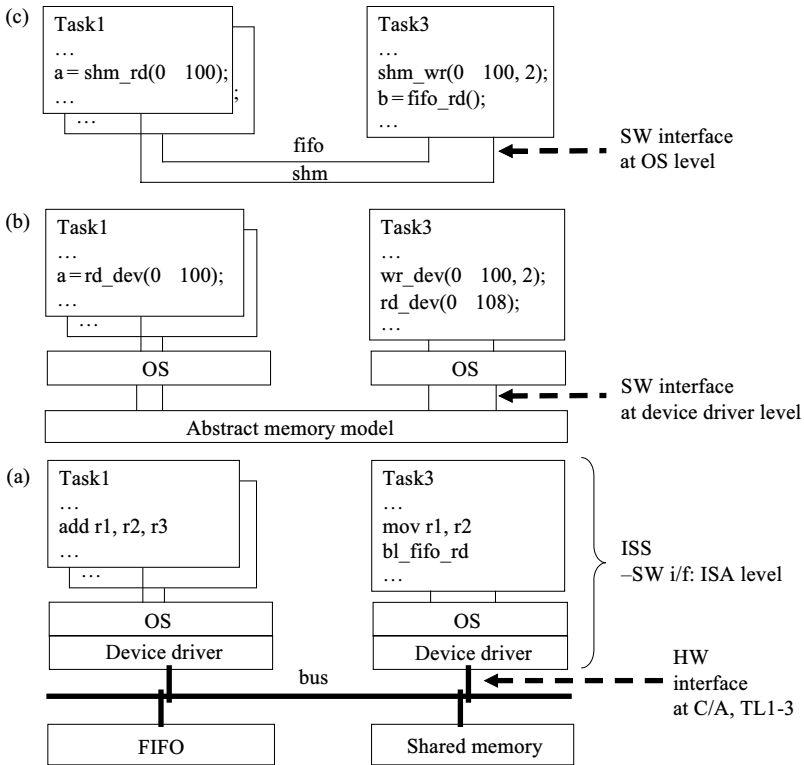 (c)
Task1
…
a = shm_rd(0 100);
…
;
…
Task3
…
shm_wr(0 100, 2);
b = fifo_rd();
…
fifo
shm
SW interface
at OS level
(b)
Task1
…
a = rd_dev(0 100);
…
…
OS
Task3
…
wr_dev(0 100, 2);
rd_dev(0 108);
…
OS
SW interface
at device driver level
Abstract memory model
(a)
Task1
…
add r1, r2, r3
…
…
OS
Device driver
Task3
…
mov r1, r2
bl_fifo_rd
…
OS
Device driver
ISS
–SW i/f: ISA level
bus
HW
interface
at C/A, TL1-3
FIFO
Shared memory